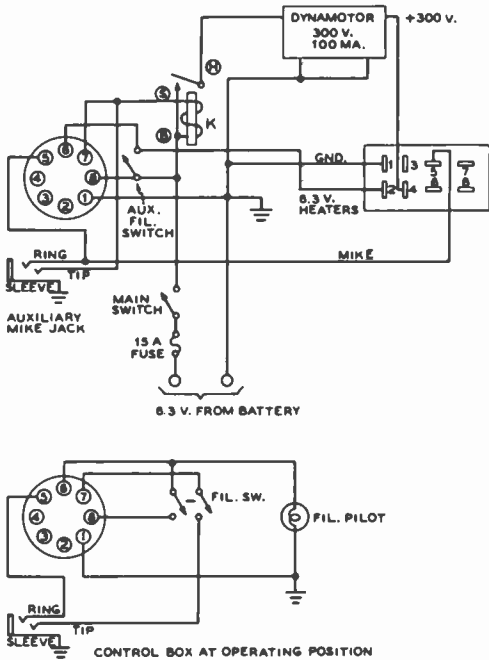 DYNAMOTOR
300 V.
100 MA.
+300 V.
H
S
K
B
5
6
7
4
8
3
2
1
AUX.
FIL.
SWITCH
GND.
6.3 V.
HEATERS
1
3
5
7
2
4
6
8
RING
TIP
SLEEVE
MIKE
AUXILIARY
MIKE JACK
MAIN
SWITCH
15 A
FUSE
6.3 V. FROM BATTERY
5
6
7
4
8
3
2
1
FIL. SW.
FIL. PILOT
RING
TIP
SLEEVE
CONTROL BOX AT OPERATING POSITION